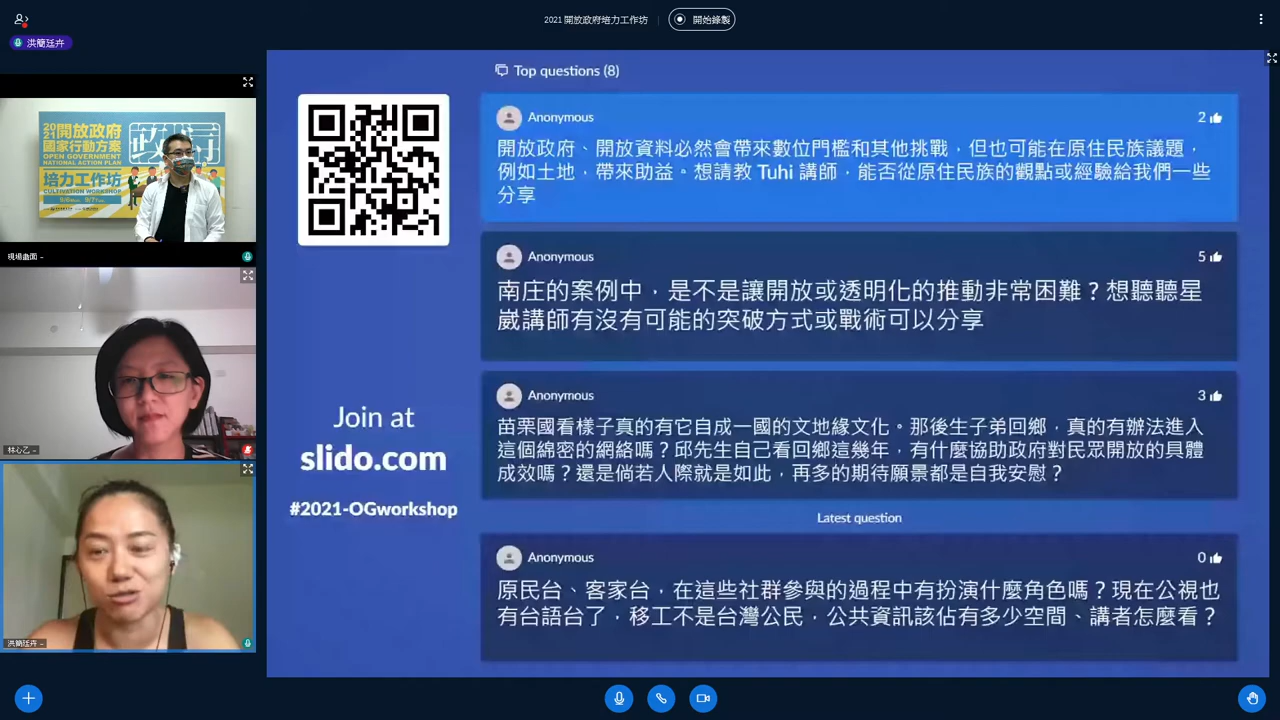 2021 開放政府培力工作坊
開始錄製
洪簡廷卉
2021開放政府
國家行動方案
OPEN GOVERNMENT
NATIONAL ACTION PLAN
培力工作坊
CULTIVATION WORKSHOP
現場畫面
林心乙
洪簡廷卉
Join at
slido.com
#2021-OGworkshop
Top questions (8)
Anonymous
2
開放政府、開放資料必然會帶來數位門檻和其他挑戰，但也可能在原住民族議題，
例如土地，帶來助益。想請教 Tuhi 講師，能否從原住民族的觀點或經驗給我們一些
分享
Anonymous
5
南庄的案例中，是不是讓開放或透明化的推動非常困難？想聽聽星
崴講師有沒有可能的突破方式或戰術可以分享
Anonymous
3
苗栗國看樣子真的有它自成一國的文地緣文化。那後生子弟回鄉，真的有辦法進入
這個綿密的網絡嗎？邱先生自己看回鄉這幾年，有什麼協助政府對民眾開放的具體
成效嗎？還是倘若人際就是如此，再多的期待願景都是自我安慰？
Latest question
Anonymous
0
原民台、客家台，在這些社群參與的過程中有扮演什麼角色嗎？現在公視也
有台語台了，移工不是台灣公民，公共資訊該佔有多少空間、講者怎麼看？